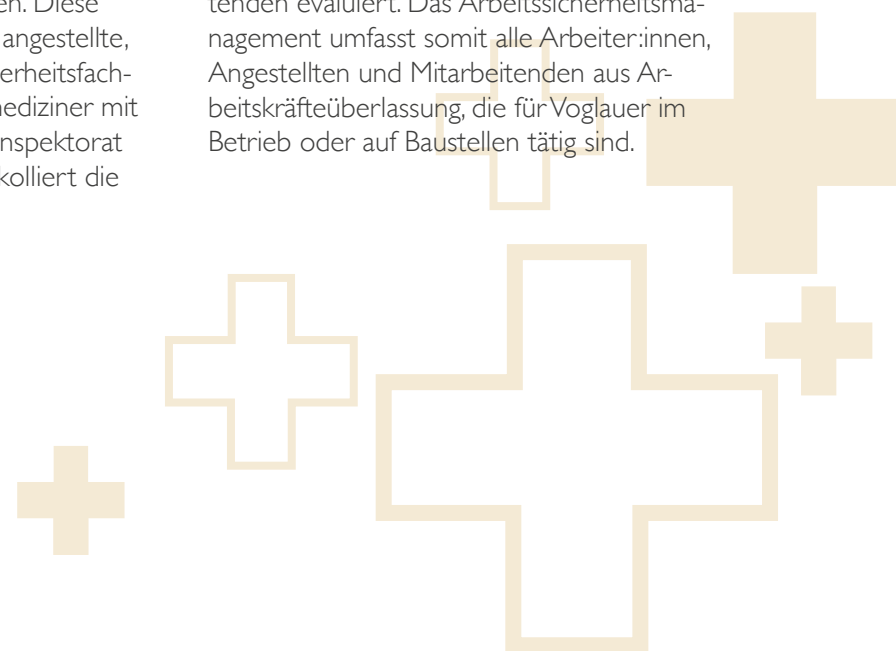 en. Diese
angestellte,
erheitsfach-
nediziner mit
nspektorat
kolliert die
tenden evaluiert. Das Arbeitssicherheitsma-
nagement umfasst somit alle Arbeiter:innen,
Angestellten und Mitarbeitenden aus Ar-
beitskräfteüberlassung, die für Voglauer im
Betrieb oder auf Baustellen tätig sind.